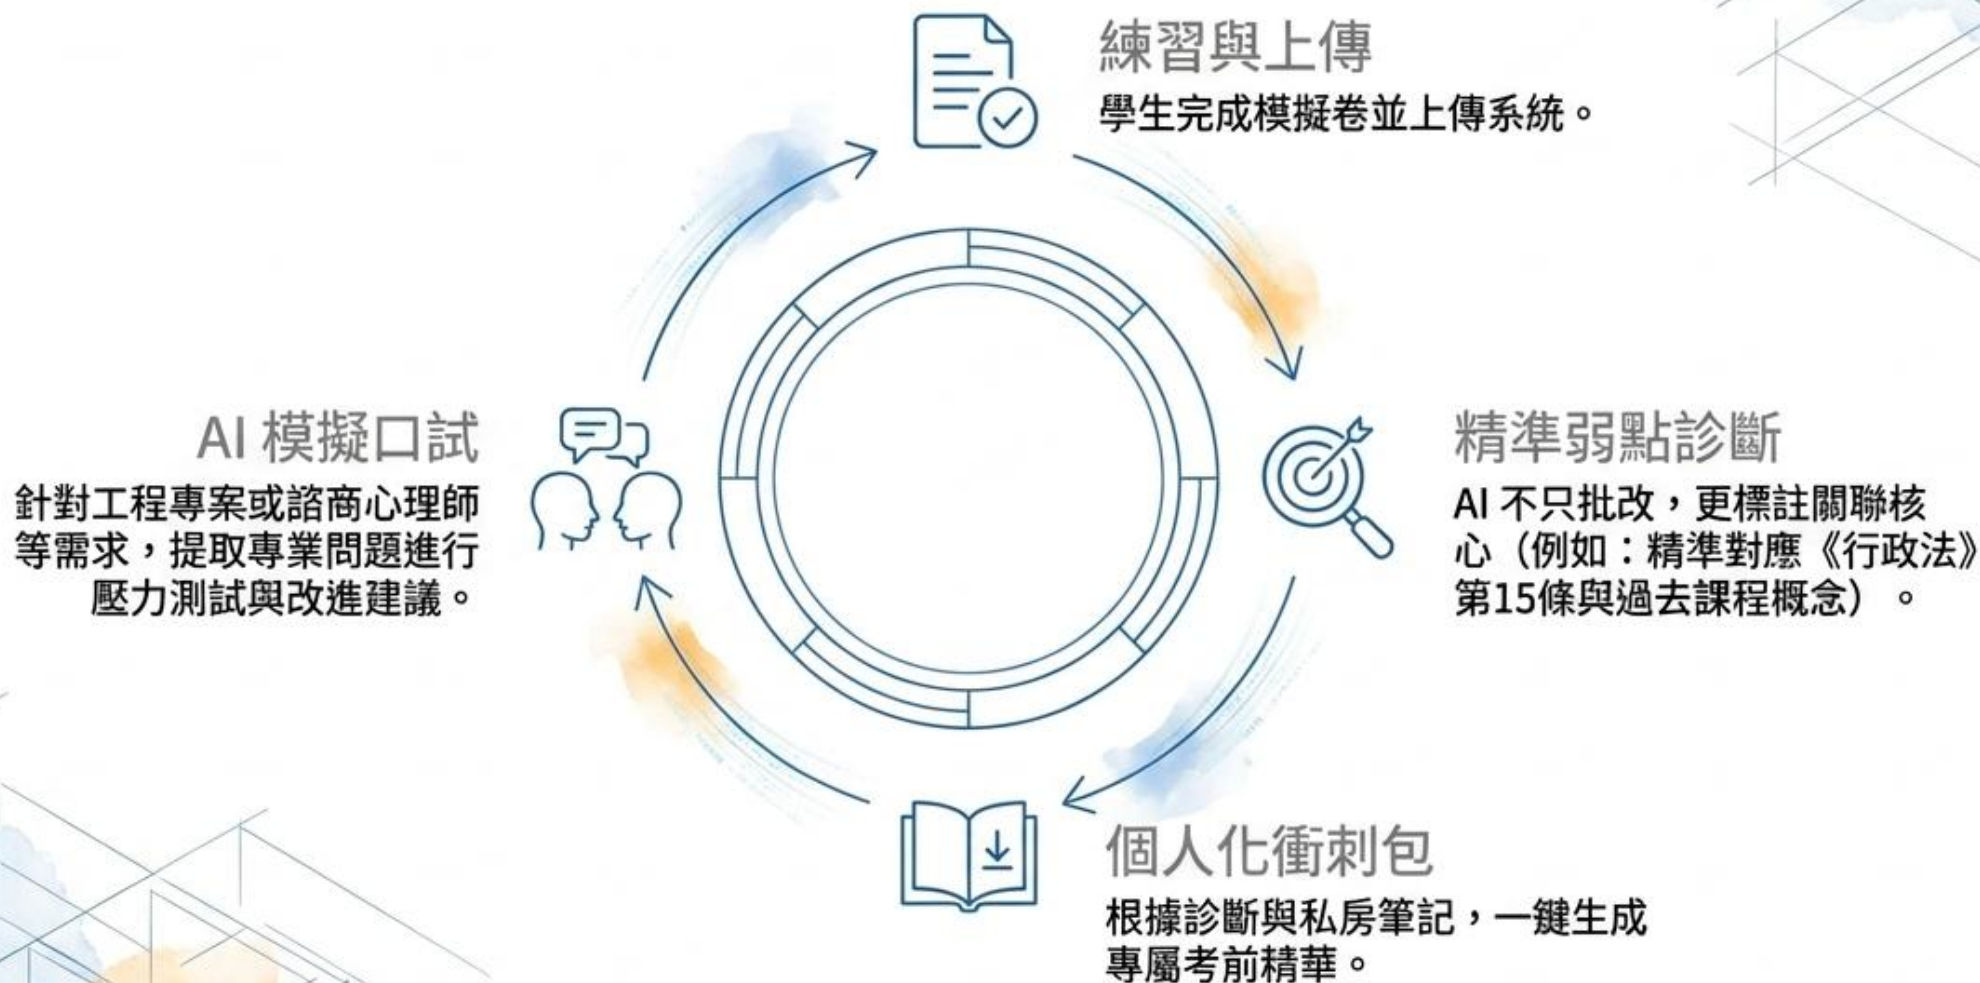 練習與上傳
學生完成模擬卷並上傳系統。
精準弱點診斷
AI 不只批改，更標註關聯核
心（例如：精準對應《行政法》
第15條與過去課程概念）。
個人化衝刺包
根據診斷與私房筆記，一鍵生成
專屬考前精華。
AI 模擬口試
針對工程專案或諮商心理師
等需求，提取專業問題進行
壓力測試與改進建議。